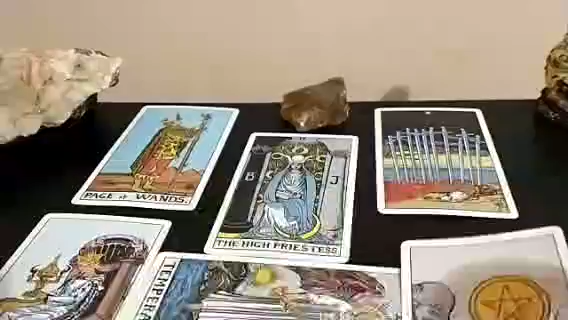 PAGE of WANDS.
B J
THE HIGH PRIESTESS
TEMPERA